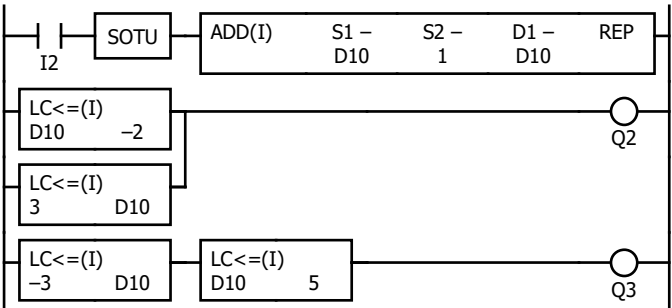 SOTU ADD(I) S1 – S2 – D1 – REP
I2 D10 1 D10
LC<=(I)
D10 –2
Q2
LC<=(I)
3 D10
LC<=(I) LC<=(I)
–3 D10 D10 5
Q3